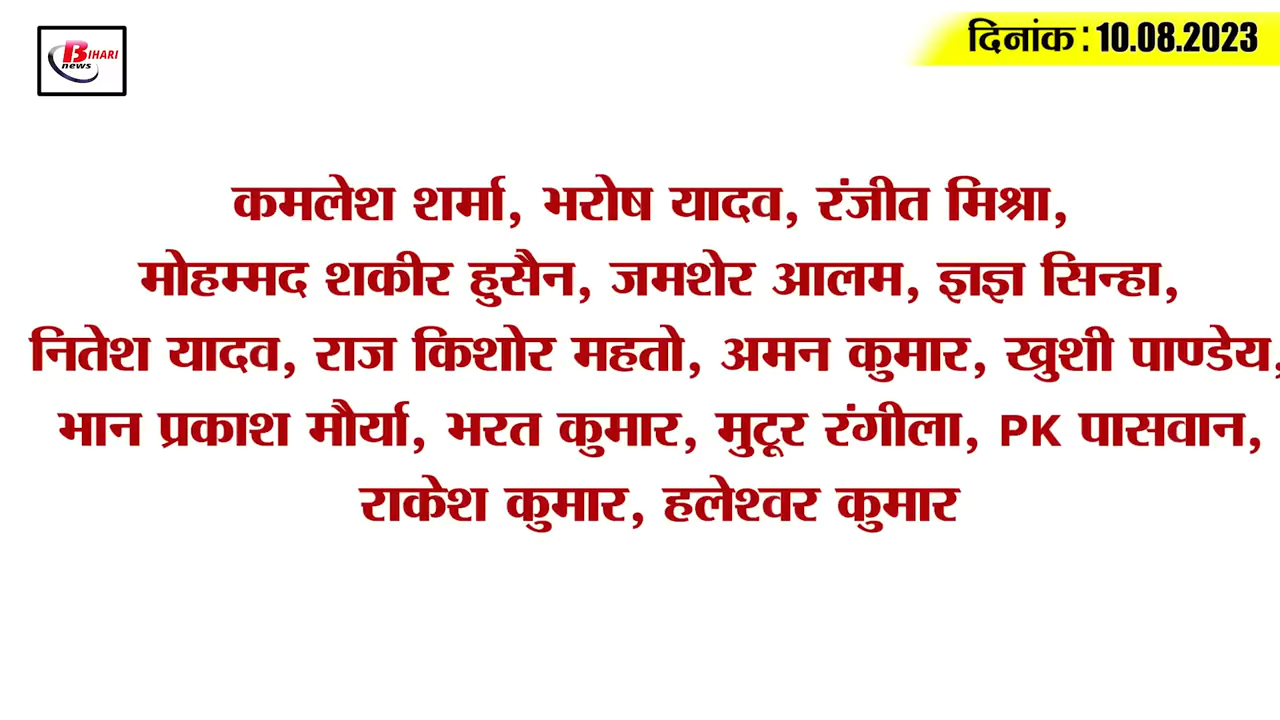 BIHARI
news
दिनांक : 10.08.2023
कमलेश शर्मा, भरोष यादव, रंजीत मिश्रा,
मोहम्मद शकीर हुसैन, जमशेर आलम, ज्ञज्ञ सिन्हा,
नितेश यादव, राज किशोर महतो, अमन कुमार, खुशी पाण्डेय,
भान प्रकाश मौर्या, भरत कुमार, मुटूर रंगीला, PK पासवान,
राकेश कुमार, हलेश्वर कुमार